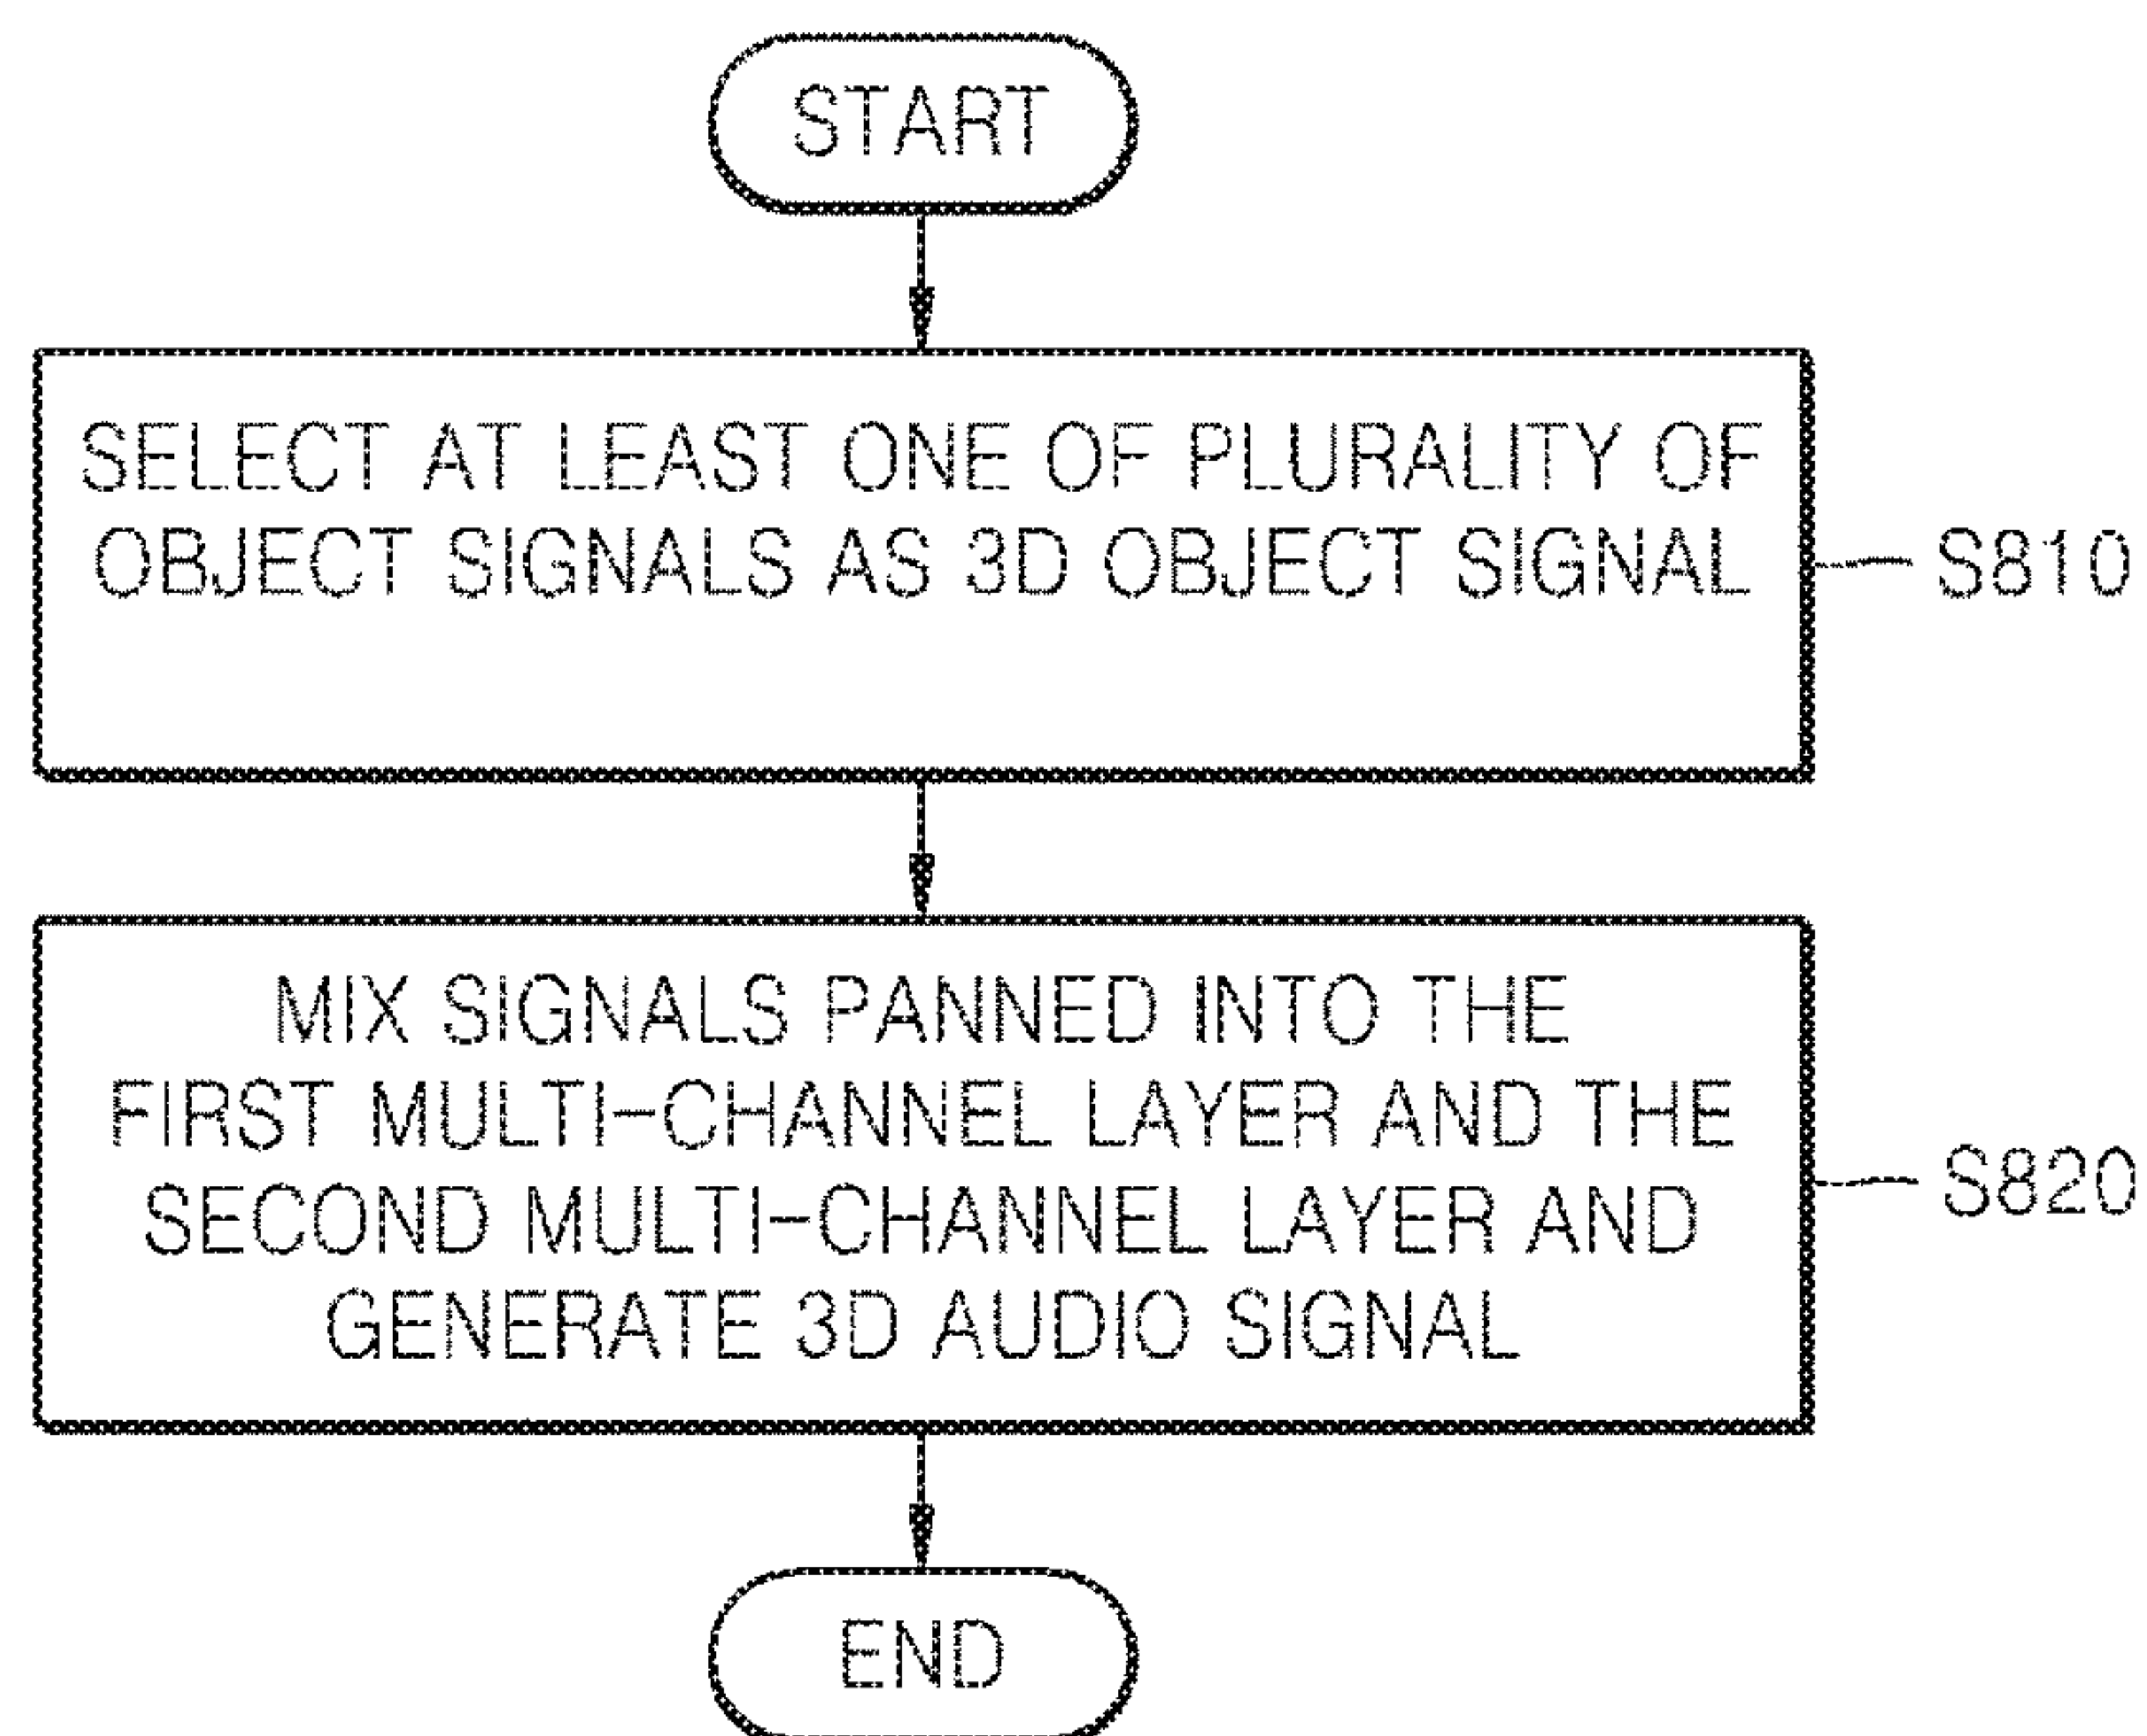 START
SELECT AT LEAST ONE OF PLURALITY OF
OBJECT SIGNALS AS 3D OBJECT SIGNAL
S810
MIX SIGNALS PANNED INTO THE
FIRST MULTI-CHANNEL LAYER AND THE
SECOND MULTI-CHANNEL LAYER AND
GENERATE 3D AUDIO SIGNAL
S820
END